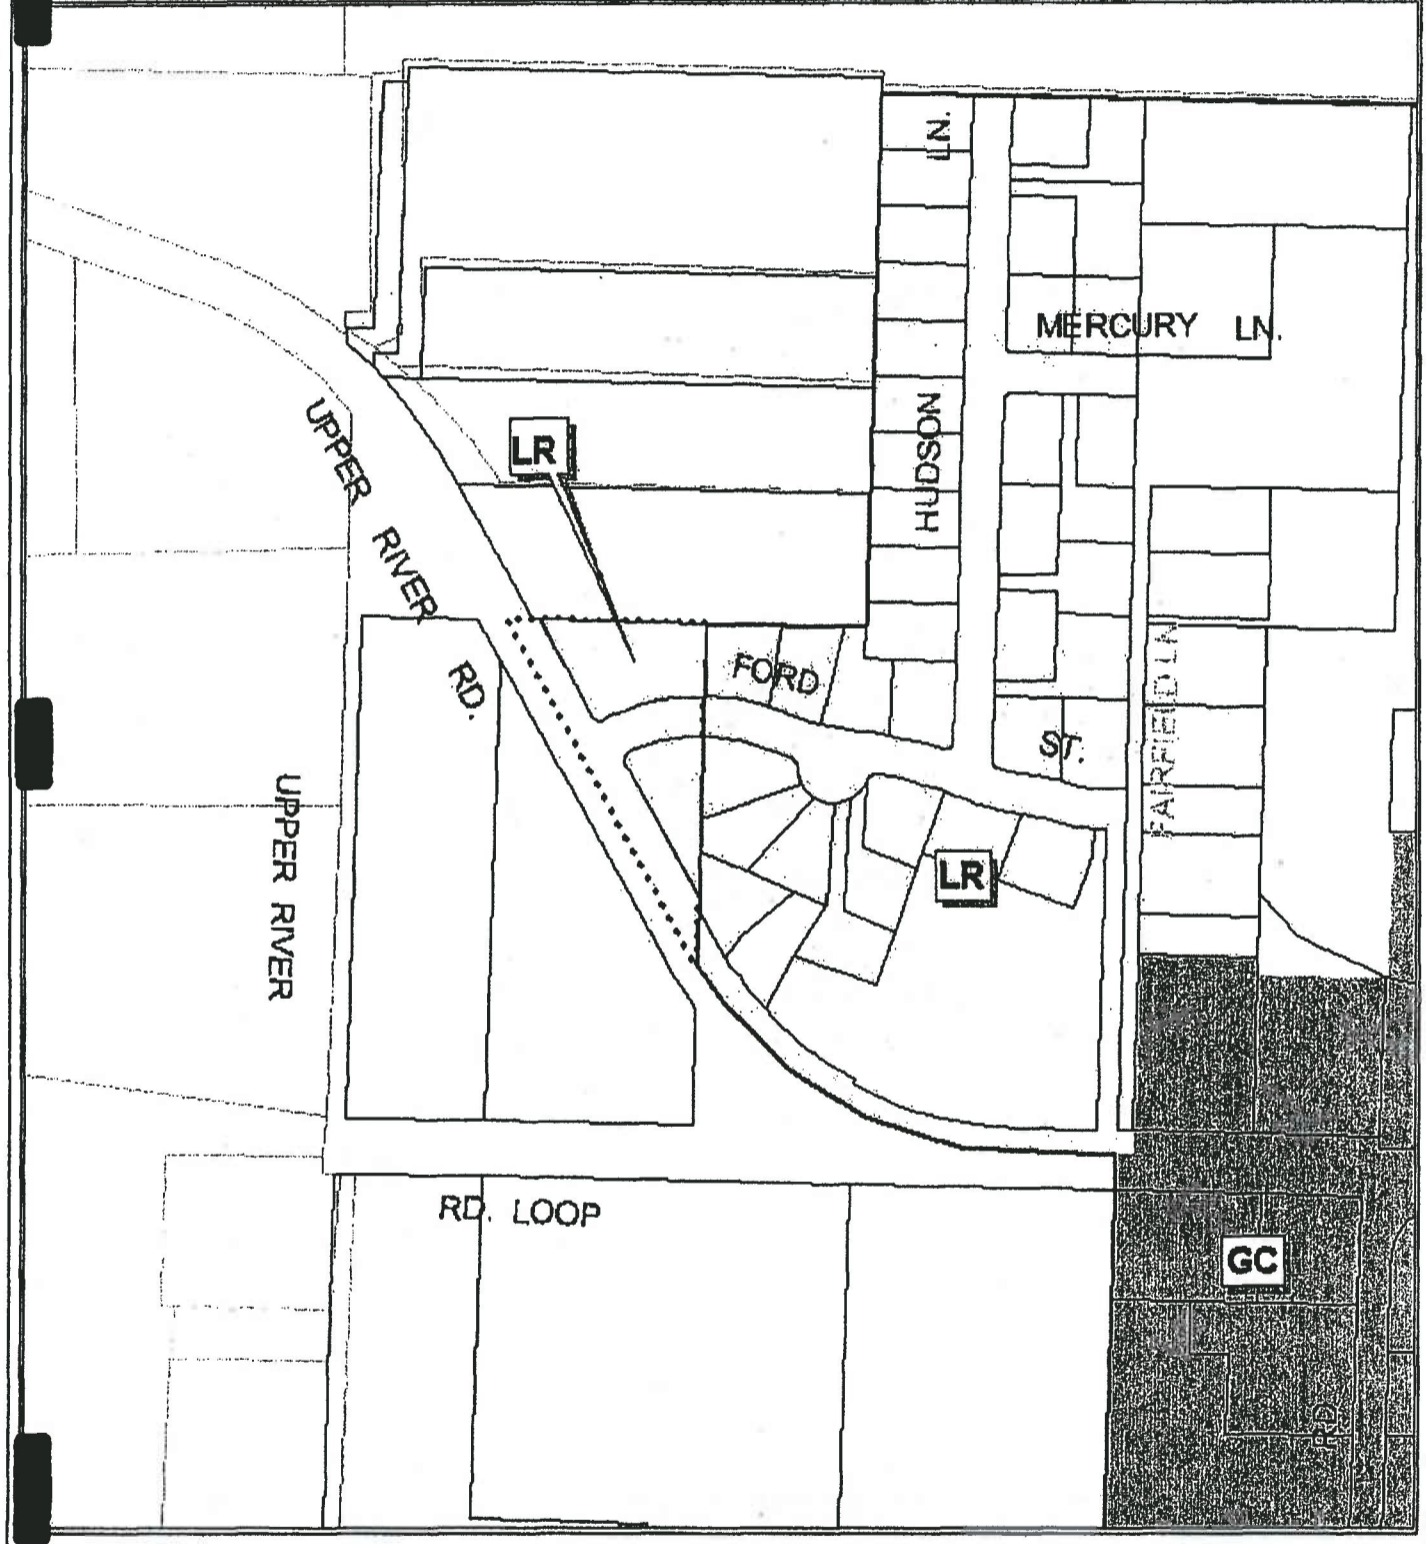 LN.
MERCURY LN.
HUDSON
UPPER RIVER RD.
LR
FORD ST.
FAIRFIELD LN
LR
UPPER RIVER
RD. LOOP
GC
RD.